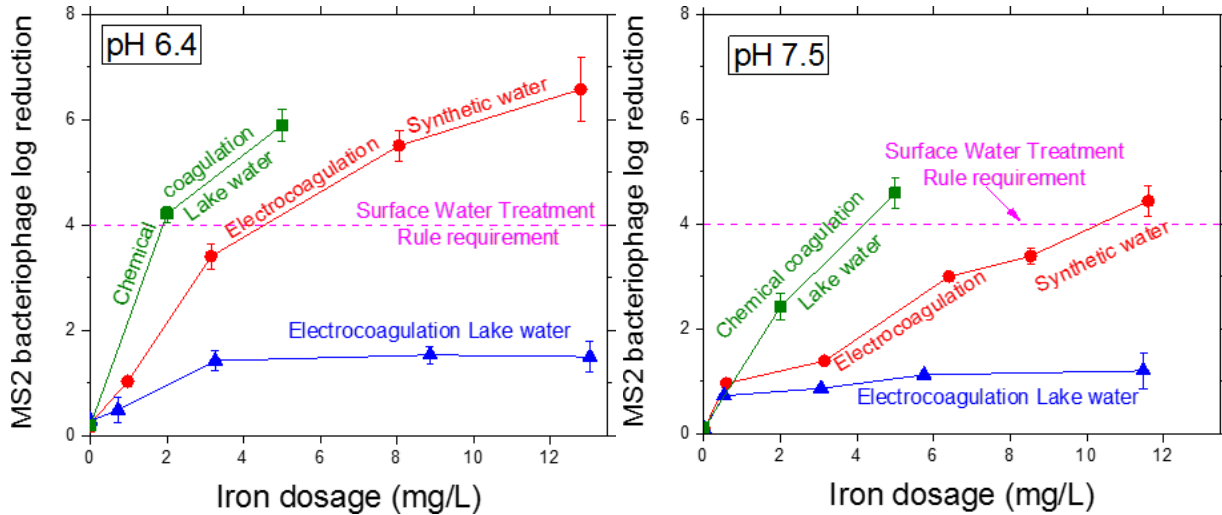 pH 6.4
MS2 bacteriophage log reduction
8
6
4
2
0
Chemical coagulation
Lake water
Electrocoagulation Synthetic water
Surface Water Treatment
Rule requirement
Electrocoagulation Lake water
0 2 4 6 8 10 12
Iron dosage (mg/L)
pH 7.5
MS2 bacteriophage log reduction
8
6
4
2
0
Surface Water Treatment
Rule requirement
Chemical coagulation
Lake water
Electrocoagulation
Synthetic water
Electrocoagulation Lake water
0 2 4 6 8 10 12
Iron dosage (mg/L)